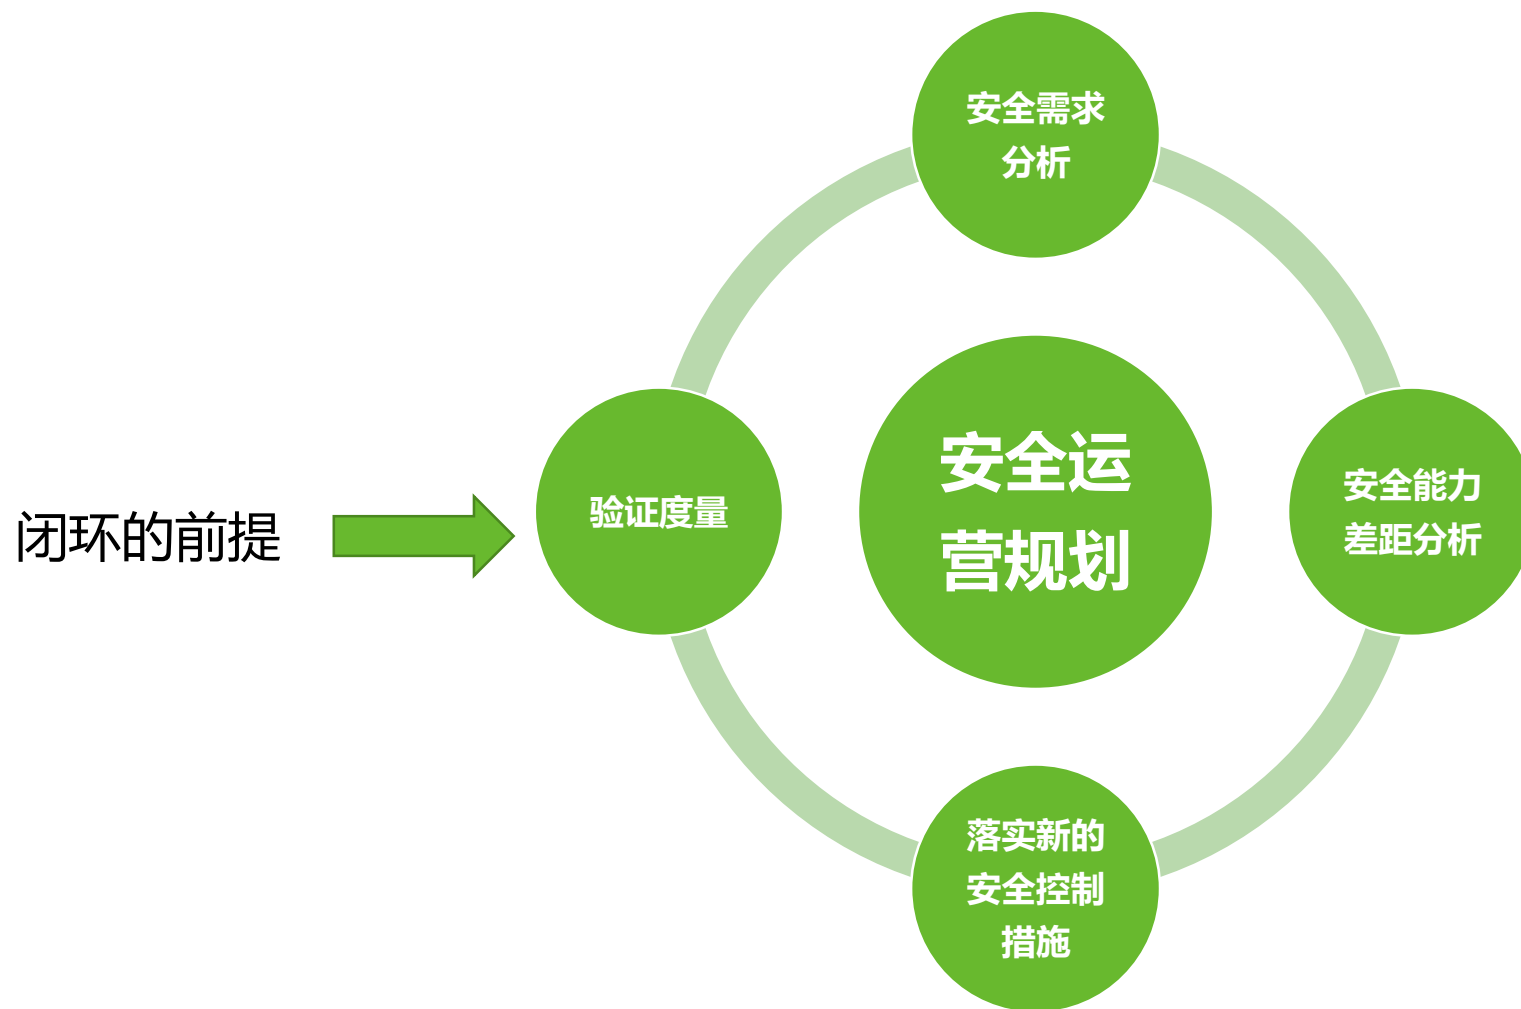 安全需求
分析
安全运
营规划
安全能力
差距分析
验证度量
闭环的前提
落实新的
安全控制
措施